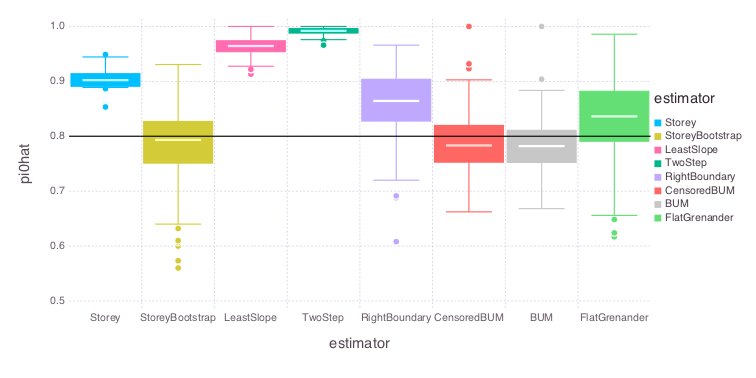 1.0
0.9
0.8
0.7
0.6
0.5
pi0hat
Storey StoreyBootstrap LeastSlope TwoStep RightBoundary CensoredBUM BUM FlatGrenander
estimator
estimator
Storey
StoreyBootstrap
LeastSlope
TwoStep
RightBoundary
CensoredBUM
BUM
FlatGrenander